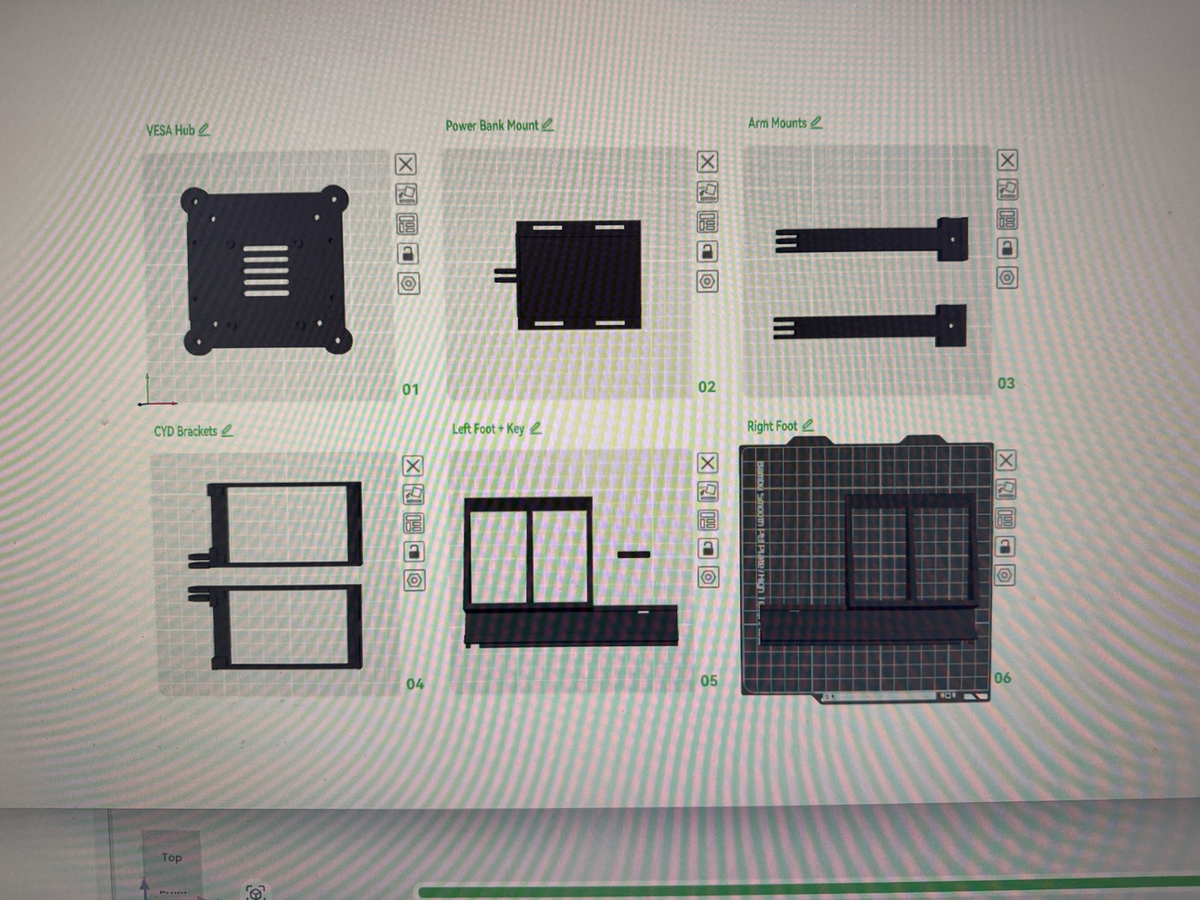 VESA Hub
Power Bank Mount
Arm Mounts
01
02
03
CYD Brackets
Left Foot + Key
Right Foot
04
05
06
Top